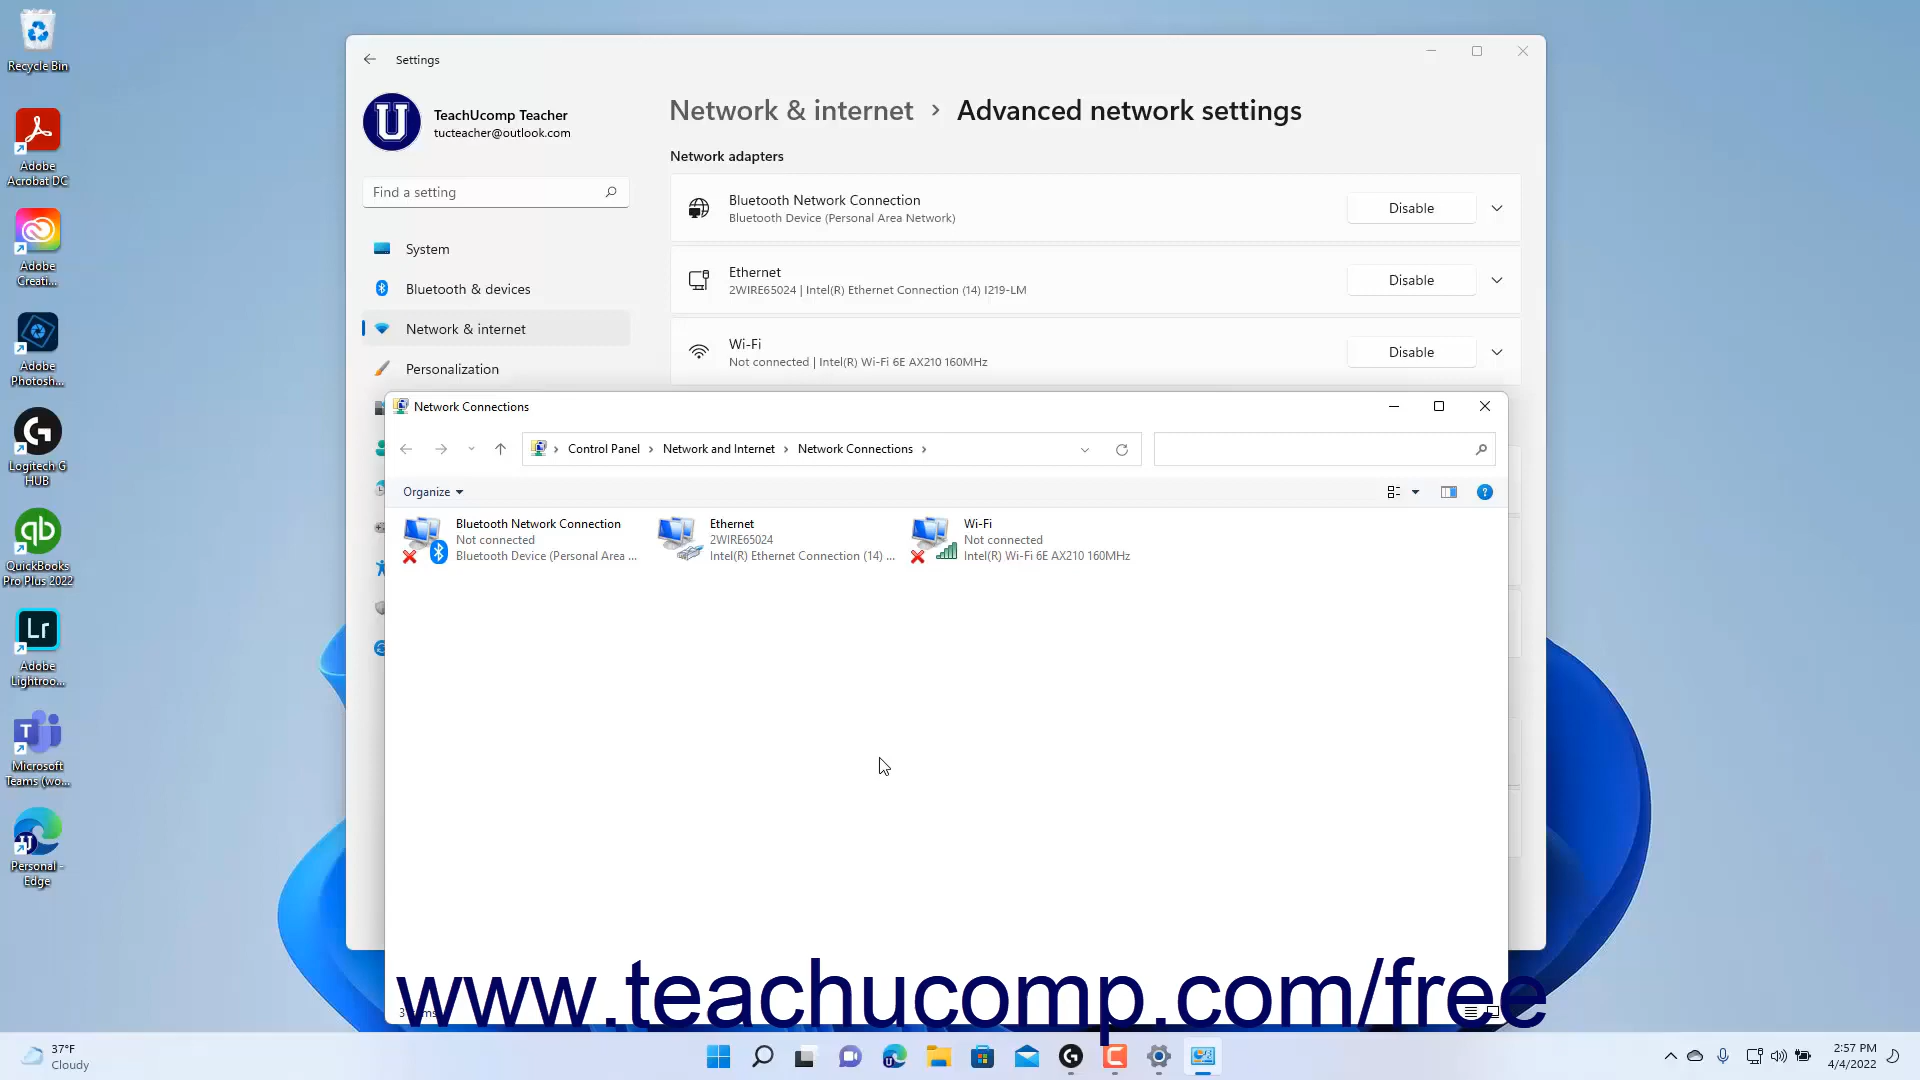 Recycle Bin
Adobe
Acrobat DC
Adobe
Creati...
Adobe
Photosh...
Logitech G
HUB
QuickBooks
Pro Plus 2022
Lr
Adobe
Lightroo...
Microsoft
Teams (wo...
Personal -
Edge
Settings
TeachUcomp Teacher
tucteacher@outlook.com
Find a setting
System
Bluetooth & devices
Network & internet
Personalization
Network & internet › Advanced network settings
Network adapters
Bluetooth Network Connection
Bluetooth Device (Personal Area Network)
Disable
Ethernet
2WIRE65024 | Intel(R) Ethernet Connection (14) I219-LM
Disable
Wi-Fi
Not connected | Intel(R) Wi-Fi 6E AX210 160MHz
Disable
Network Connections
Control Panel › Network and Internet › Network Connections ›
Organize
Bluetooth Network Connection
Not connected
Bluetooth Device (Personal Area ...
Ethernet
2WIRE65024
Intel(R) Ethernet Connection (14) ...
Wi-Fi
Not connected
Intel(R) Wi-Fi 6E AX210 160MHz
www.teachucomp.com/free
37°F
Cloudy
2:57 PM
4/4/2022